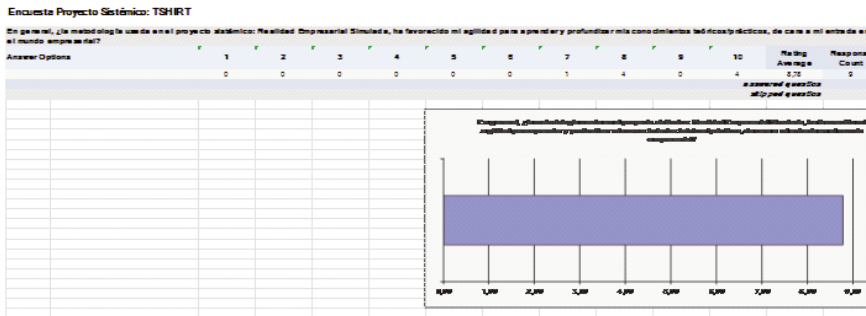 Encuesta Proyecto Sistémico: TSHIRT
En general, ¿la metodología usada en el proyecto sistémico: Realidad Empresarial Simulada, ha favorecido mi agilidad para aprender y profundizar mis conocimientos teóricos/prácticos, de cara a mi entrada e
el mundo empresarial?
Answer Options 1 2 3 4 5 6 7 8 9 10 Rating Average Respons Count
0 0 0 0 0 0 1 4 0 4 8,78 9
answered question
skipped question
0,00 1,00 2,00 3,00 4,00 5,00 6,00 7,00 8,00 9,00